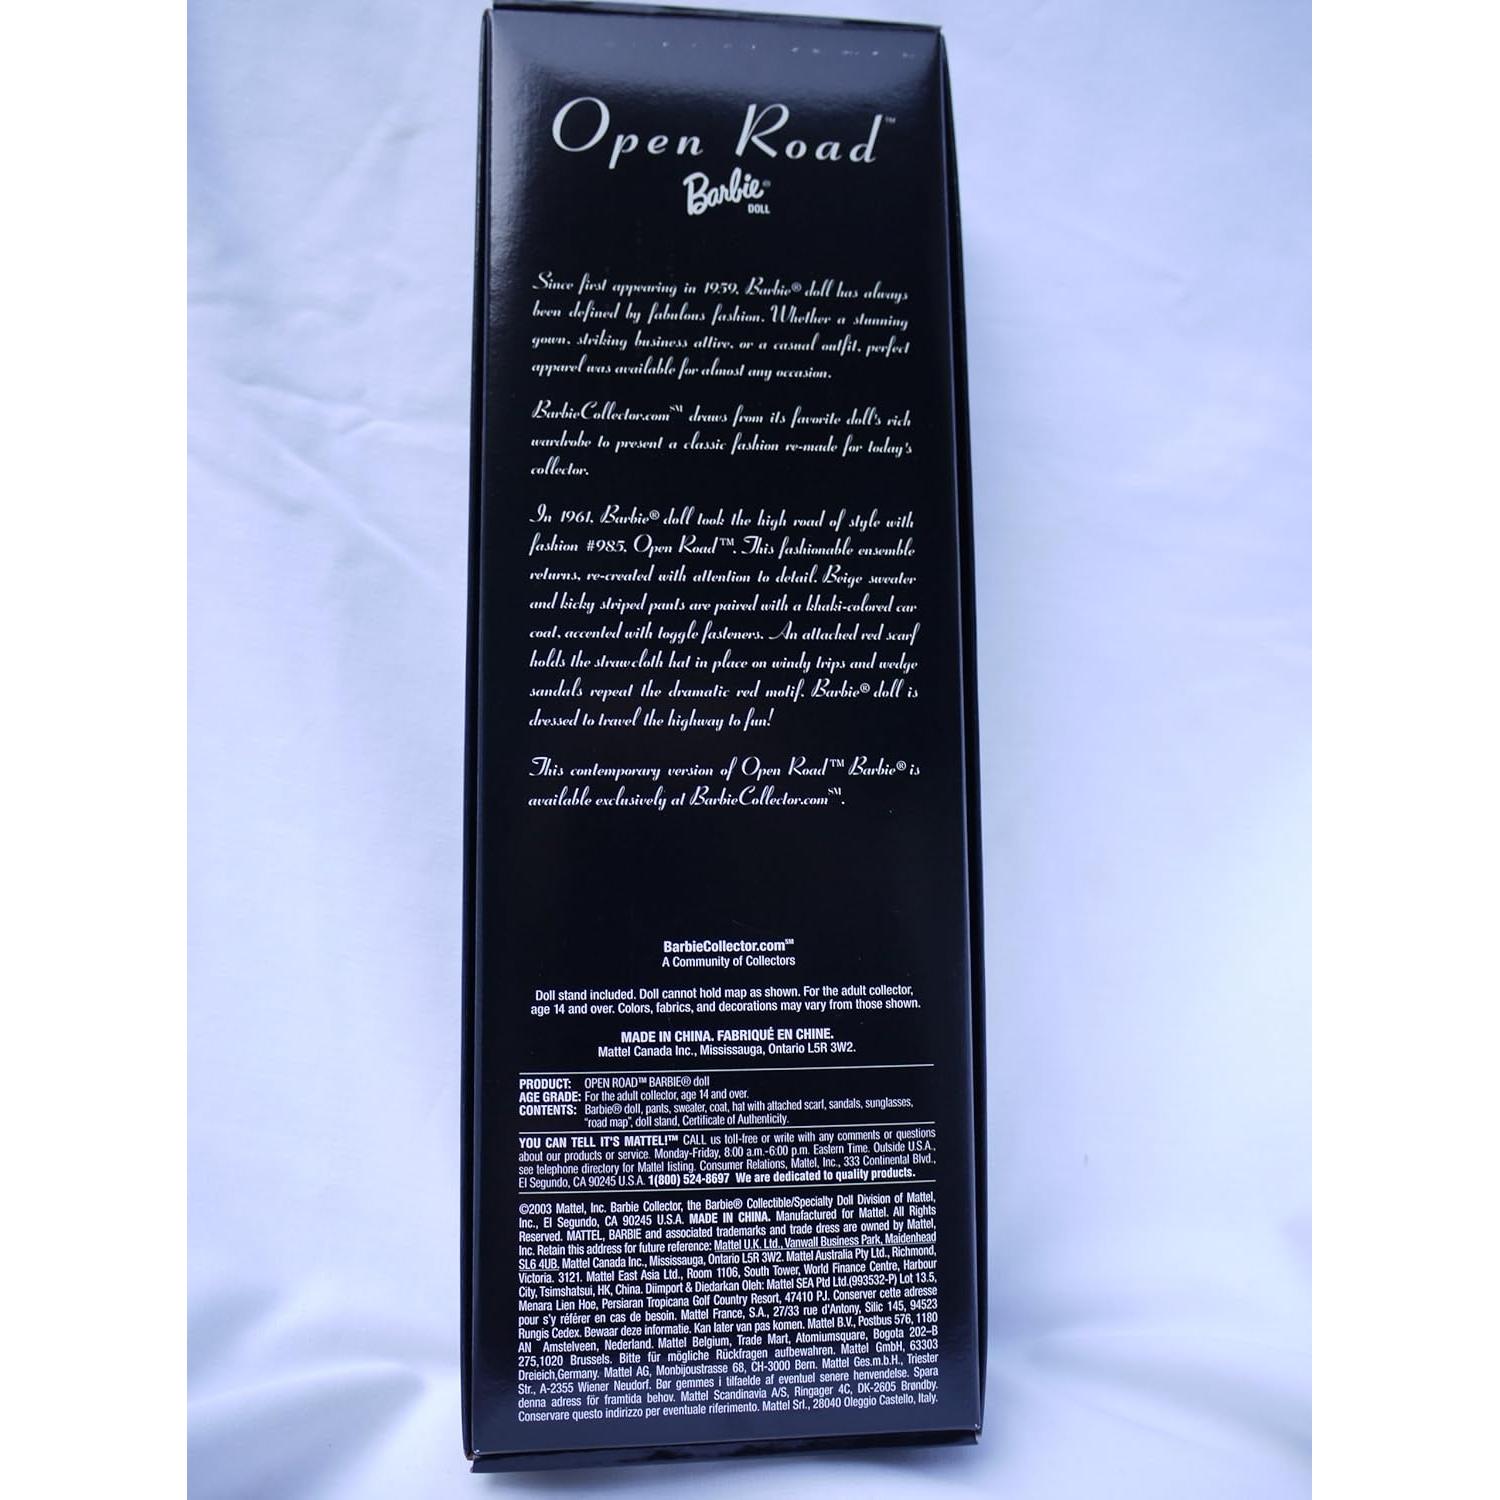 Open Road™
Barbie®
DOLL
Since first appearing in 1959, Barbie® doll has always
been defined by fabulous fashion. Whether a stunning
gown, striking business attire, or a casual outfit, perfect
apparel was available for almost any occasion.
BarbieCollector.com℠ draws from its favorite doll's rich
wardrobe to present a classic fashion re-made for today's
collector.
In 1961, Barbie® doll took the high road of style with
fashion #985, Open Road™. This fashionable ensemble
returns, re-created with attention to detail. Beige sweater
and kicky striped pants are paired with a khaki-colored car
coat, accented with toggle fasteners. An attached red scarf
holds the straw cloth hat in place on windy trips and wedge
sandals repeat the dramatic red motif. Barbie® doll is
dressed to travel the highway to fun!
This contemporary version of Open Road™ Barbie® is
available exclusively at BarbieCollector.com℠.
BarbieCollector.com℠
A Community of Collectors
Doll stand included. Doll cannot hold map as shown. For the adult collector,
age 14 and over. Colors, fabrics, and decorations may vary from those shown.
MADE IN CHINA. FABRIQUÉ EN CHINE.
Mattel Canada Inc., Mississauga, Ontario L5R 3W2.
PRODUCT: OPEN ROAD™ BARBIE® doll
AGE GRADE: For the adult collector, age 14 and over.
CONTENTS: Barbie® doll, pants, sweater, coat, hat with attached scarf, sandals, sunglasses,
"road map", doll stand, Certificate of Authenticity.
YOU CAN TELL IT'S MATTEL!™ CALL us toll-free or write with any comments or questions
about our products or service. Monday-Friday, 8:00 a.m.-6:00 p.m. Eastern Time. Outside U.S.A.,
see telephone directory for Mattel listing. Consumer Relations, Mattel, Inc., 333 Continental Blvd.,
El Segundo, CA 90245 U.S.A. 1(800) 524-8697 We are dedicated to quality products.
©2003 Mattel, Inc. Barbie Collector, the Barbie® Collectible/Specialty Doll Division of Mattel,
Inc., El Segundo, CA 90245 U.S.A. MADE IN CHINA. Manufactured for Mattel. All Rights
Reserved. MATTEL, BARBIE and associated trademarks and trade dress are owned by Mattel,
Inc. Retain this address for future reference: Mattel U.K. Ltd., Vanwall Business Park, Maidenhead
SL6 4UB. Mattel Canada Inc., Mississauga, Ontario L5R 3W2. Mattel Australia Pty Ltd., Richmond,
Victoria. 3121. Mattel East Asia Ltd., Room 1106, South Tower, World Finance Centre, Harbour
City, Tsimshatsui, HK, China. Diimport & Diedarkan Oleh: Mattel SEA Ptd Ltd.(993532-P) Lot 13.5,
Menara Lien Hoe, Persiaran Tropicana Golf Country Resort, 47410 PJ. Conserver cette adresse
pour s'y référer en cas de besoin. Mattel France, S.A., 27/33 rue d'Antony, Silic 145, 94523
Rungis Cedex. Bewaar deze informatie. Kan later van pas komen. Mattel B.V., Postbus 576, 1180
AN Amstelveen, Nederland. Mattel Belgium, Trade Mart, Atomiumsquare, Bogota 202-B
275,1020 Brussels. Bitte für mögliche Rückfragen aufbewahren. Mattel GmbH, 63303
Dreieich,Germany. Mattel AG, Monbijoustrasse 68, CH-3000 Bern. Mattel Ges.m.b.H., Triester
Str., A-2355 Wiener Neudorf. Bør gemmes i tilfaelde af eventuel senere henvendelse. Spara
denna adress för framtida behov. Mattel Scandinavia A/S, Ringager 4C, DK-2605 Brøndby.
Conservare questo indirizzo per eventuale riferimento. Mattel Srl., 28040 Oleggio Castello, Italy.